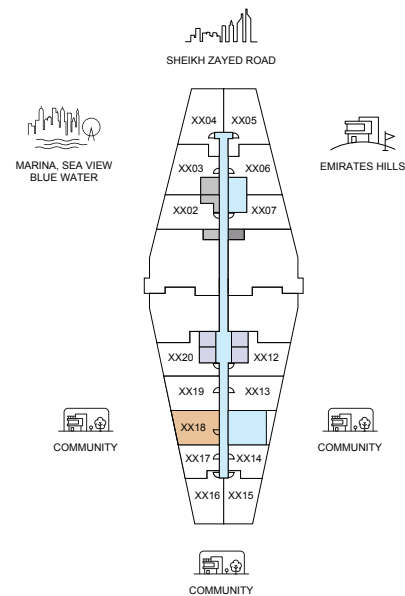 SHEIKH ZAYED ROAD
XX04 XX05
MARINA, SEA VIEW
BLUE WATER
EMIRATES HILLS
XX03 XX06
XX02 XX07
XX20 XX12
XX19 XX13
XX18
COMMUNITY
COMMUNITY
XX17 XX14
XX16 XX15
COMMUNITY